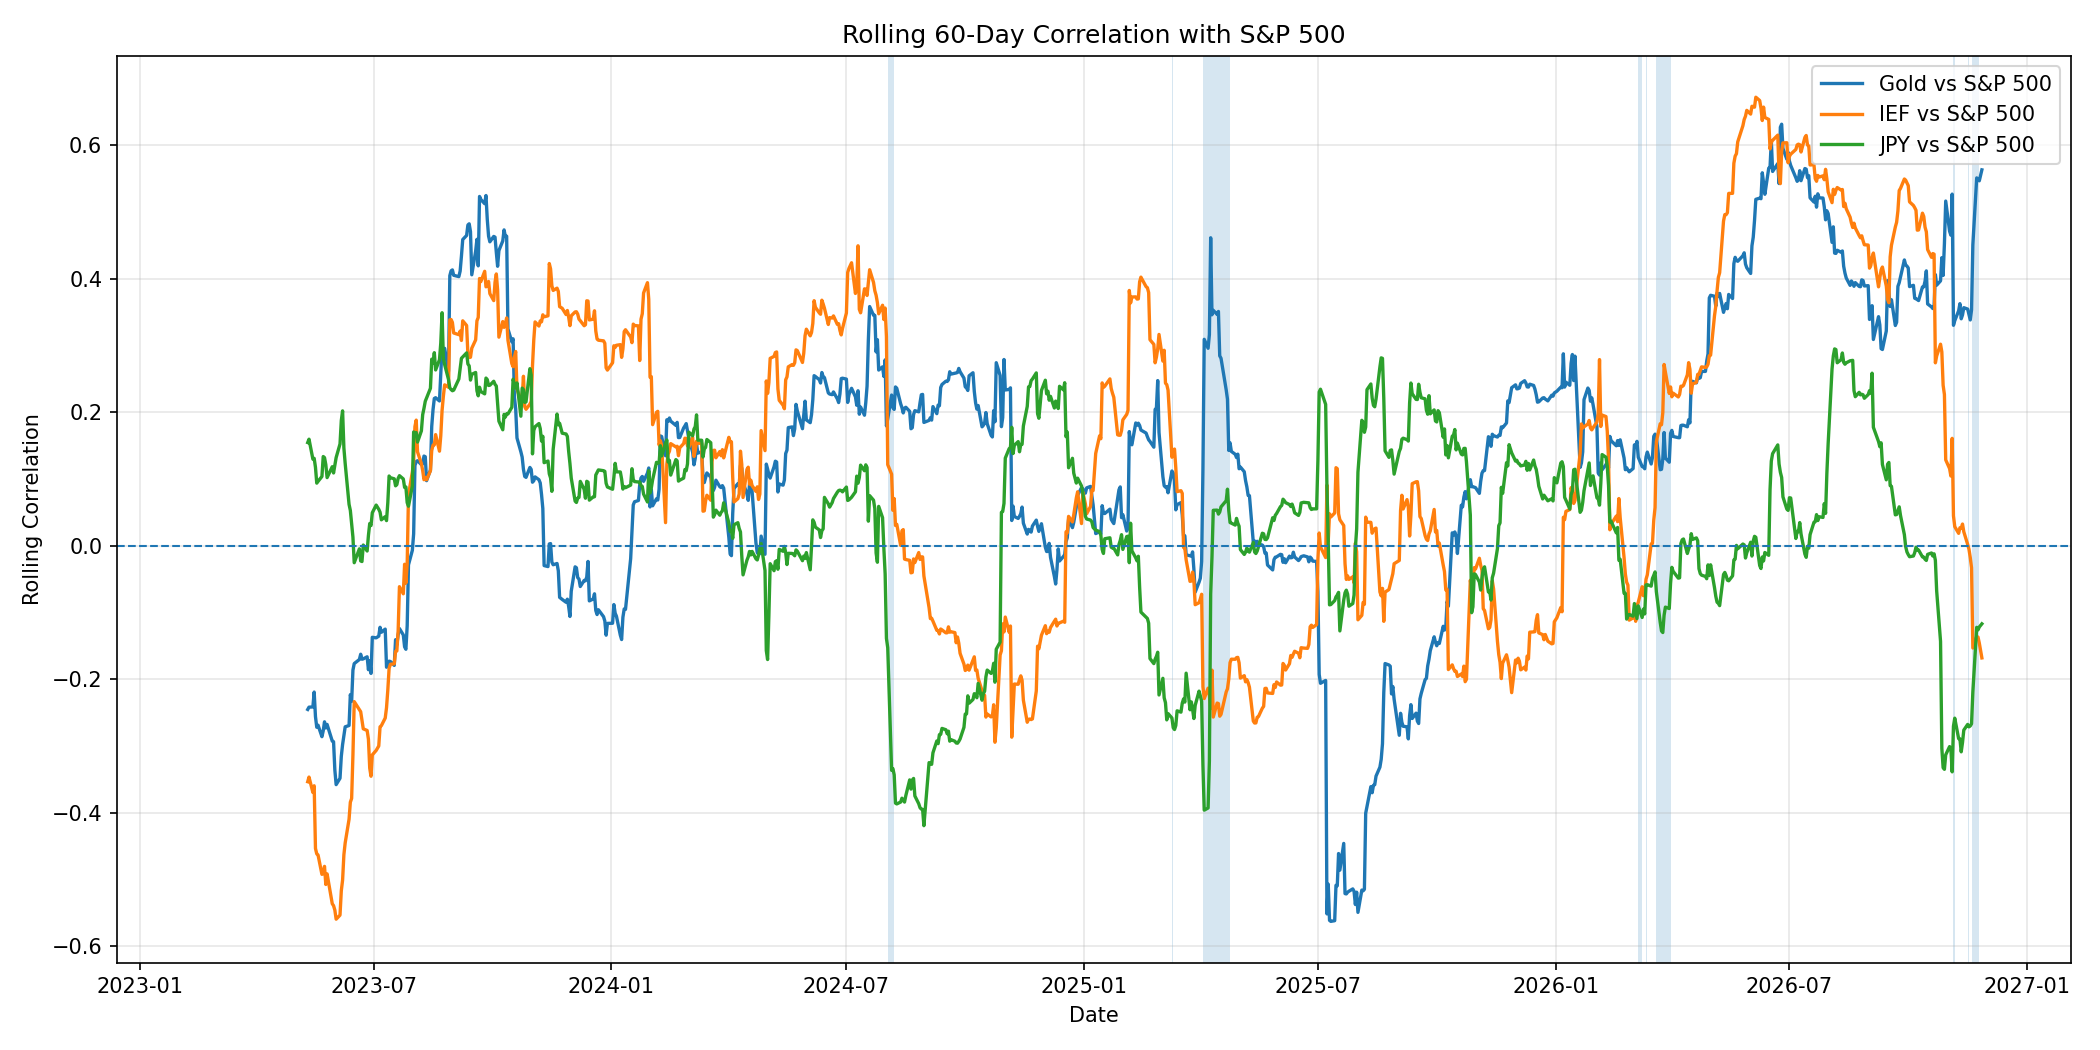 Rolling 60-Day Correlation with S&P 500
Gold vs S&P 500
IEF vs S&P 500
JPY vs S&P 500
Rolling Correlation
0.6
0.4
0.2
0.0
−0.2
−0.4
−0.6
2023-01
2023-07
2024-01
2024-07
2025-01
2025-07
2026-01
2026-07
2027-01
Date